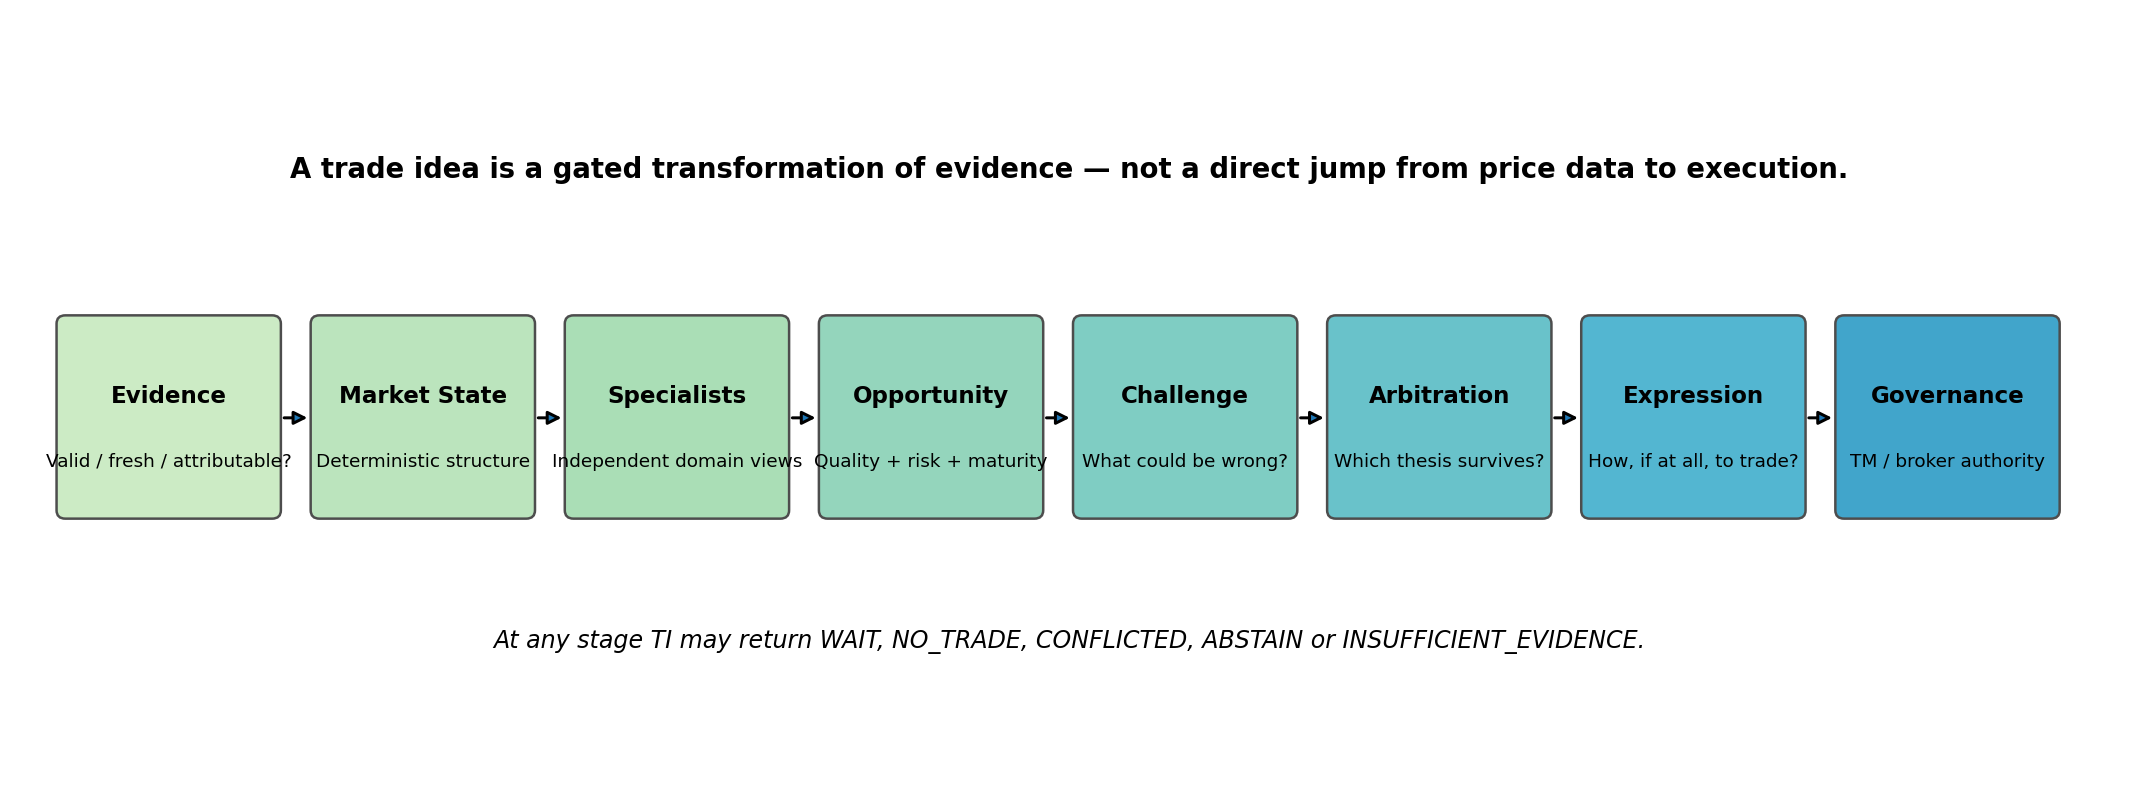 A trade idea is a gated transformation of evidence — not a direct jump from price data to execution.
Evidence
Valid / fresh / attributable?
Market State
Deterministic structure
Specialists
Independent domain views
Opportunity
Quality + risk + maturity
Challenge
What could be wrong?
Arbitration
Which thesis survives?
Expression
How, if at all, to trade?
Governance
TM / broker authority
At any stage TI may return WAIT, NO_TRADE, CONFLICTED, ABSTAIN or INSUFFICIENT_EVIDENCE.